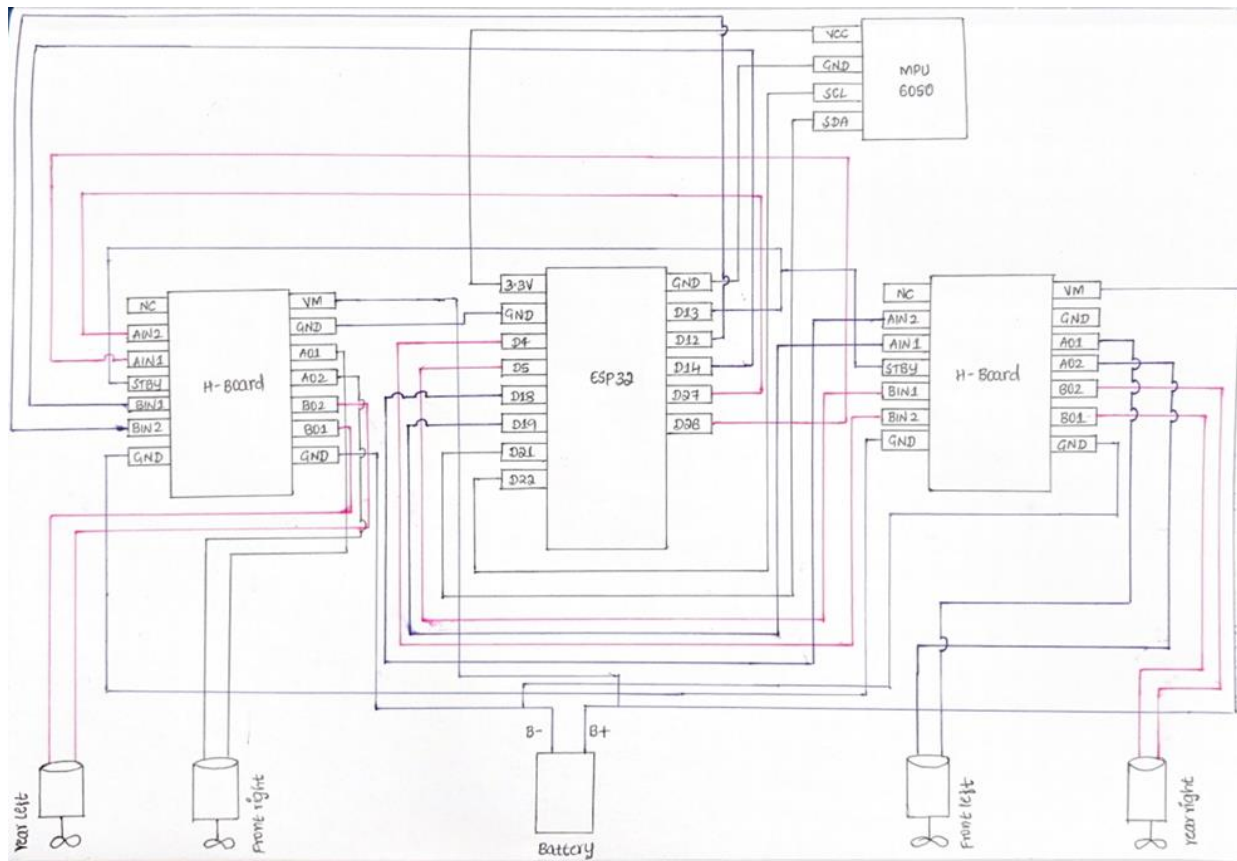 VCC
GND
SCL
SDA
MPU
6050
NC
AIN2
AIN1
STBY
BIN1
BIN2
GND
H-Board
VM
GND
A01
A02
B02
B01
GND
3.3V
GND
D4
D5
D18
D19
D21
D22
ESP32
GND
D13
D12
D14
D27
D26
NC
AIN2
AIN1
STBY
BIN1
BIN2
GND
H-Board
VM
GND
A01
A02
B02
B01
GND
B-
B+
rear left
Front right
Battery
Front left
rear right